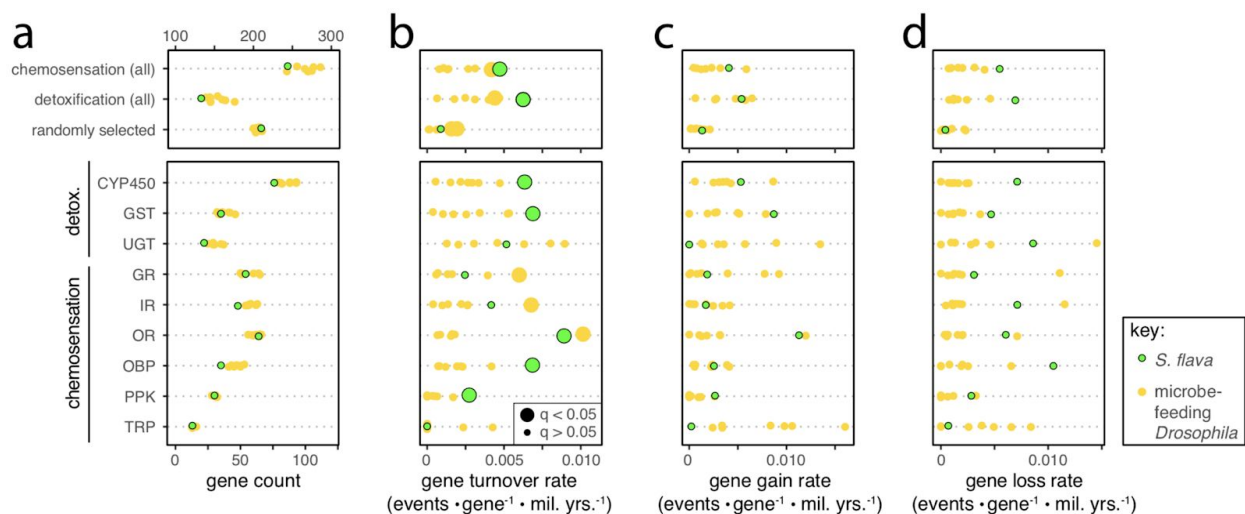 a
b
c
d
100 200 300
chemosensation (all)
detoxification (all)
randomly selected
detox.
CYP450
GST
UGT
chemosensation
GR
IR
OR
OBP
PPK
TRP
0 50 100
gene count
q < 0.05
q > 0.05
0 0.005 0.010
gene turnover rate
(events • gene⁻¹ • mil. yrs.⁻¹)
0 0.010
gene gain rate
(events • gene⁻¹ • mil. yrs.⁻¹)
0 0.010
gene loss rate
(events • gene⁻¹ • mil. yrs.⁻¹)
key:
S. flava
microbe-
feeding
Drosophila